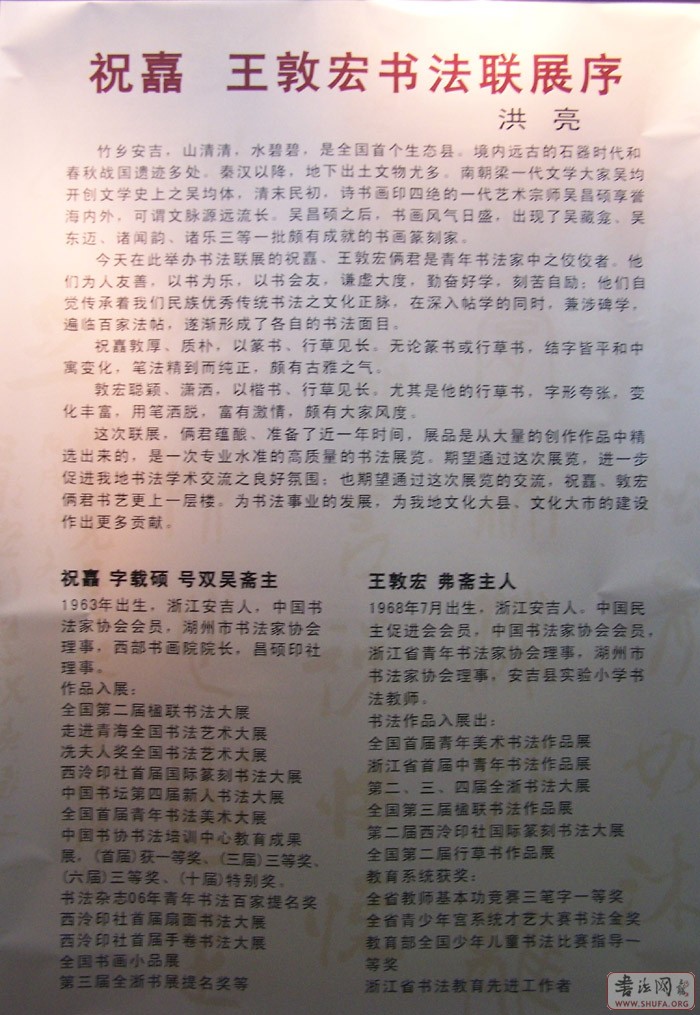 祝嚞 王敦宏书法联展序
洪 亮
竹乡安吉，山清清，水碧碧，是全国首个生态县。境内远古的石器时代和
春秋战国遗迹多处。秦汉以降，地下出土文物尤多。南朝梁一代文学大家吴均
开创文学史上之吴均体，清末民初，诗书画印四绝的一代艺术宗师吴昌硕享誉
海内外，可谓文脉源远流长。吴昌硕之后，书画风气日盛，出现了吴藏龛、吴
东迈、诸闻韵、诸乐三等一批颇有成就的书画篆刻家。
今天在此举办书法联展的祝嚞、王敦宏俩君是青年书法家中之佼佼者。他
们为人友善，以书为乐，以书会友，谦虚大度，勤奋好学，刻苦自励；他们自
觉传承着我们民族优秀传统书法之文化正脉，在深入帖学的同时，兼涉碑学，
遍临百家法帖，遂渐形成了各自的书法面目。
祝嚞敦厚、质朴，以篆书、行草见长。无论篆书或行草书，结字皆平和中
寓变化，笔法精到而纯正，颇有古雅之气。
敦宏聪颖、潇洒，以楷书、行草见长。尤其是他的行草书，字形夸张，变
化丰富，用笔洒脱，富有激情，颇有大家风度。
这次联展，俩君蕴酿、准备了近一年时间，展品是从大量的创作作品中精
选出来的，是一次专业水准的高质量的书法展览。期望通过这次展览，进一步
促进我地书法学术交流之良好氛围；也期望通过这次展览的交流，祝嚞、敦宏
俩君书艺更上一层楼。为书法事业的发展，为我地文化大县、文化大市的建设
作出更多贡献。
祝嚞 字载硕 号双吴斋主
1963年出生，浙江安吉人，中国书
法家协会会员，湖州市书法家协会
理事，西部书画院院长，昌硕印社
理事。
作品入展：
全国第二届楹联书法大展
走进青海全国书法艺术大展
冼夫人奖全国书法艺术大展
西泠印社首届国际篆刻书法大展
中国书坛第四届新人书法大展
全国首届青年书法美术大展
中国书协书法培训中心教育成果
展，(首届)获一等奖、(三届)三等奖、
(六届)三等奖、(十届)特别奖。
书法杂志06年青年书法百家提名奖
西泠印社首届扇面书法大展
西泠印社首届手卷书法大展
全国书画小品展
第三届全浙书展提名奖等
王敦宏 弗斋主人
1968年7月出生，浙江安吉人。中国民
主促进会会员，中国书法家协会会员，
浙江省青年书法家协会理事，湖州市
书法家协会理事，安吉县实验小学书
法教师。
书法作品入展出：
全国首届青年美术书法作品展
浙江省首届中青年书法作品展
第二、三、四届全浙书法大展
全国第三届楹联书法作品展
第二届西泠印社国际篆刻书法大展
全国第二届行草书作品展
教育系统获奖：
全省教师基本功竞赛三笔字一等奖
全省青少年宫系统才艺大赛书法金奖
教育部全国少年儿童书法比赛指导一
等奖
浙江省书法教育先进工作者
书法网
WWW.SHUFA.ORG